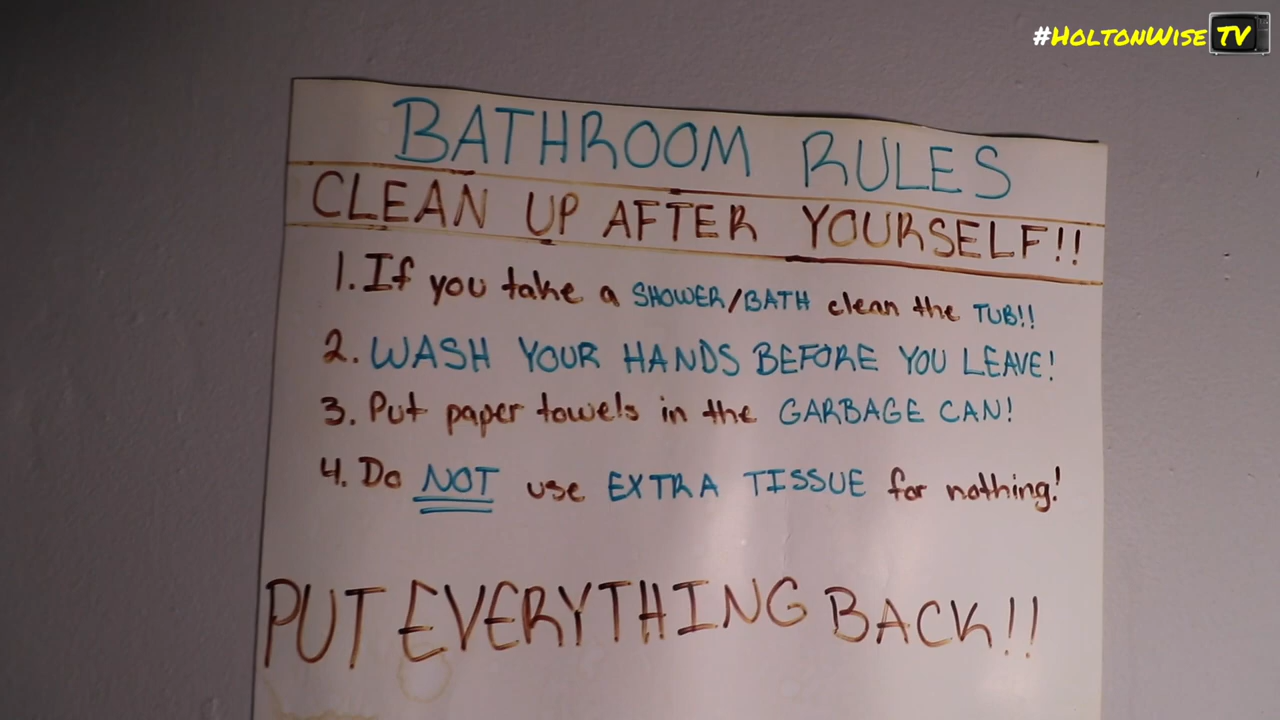 #HoltonWise TV
BATHROOM RULES
CLEAN UP AFTER YOURSELF!!
1. If you take a SHOWER/BATH clean the TUB!!
2. WASH YOUR HANDS BEFORE YOU LEAVE!
3. Put paper towels in the GARBAGE CAN!
4. Do NOT use EXTRA TISSUE for nothing!
PUT EVERYTHING BACK!!